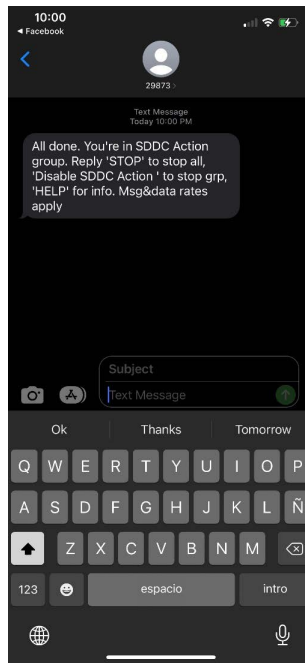 10:00
◄ Facebook
29873 >
Text Message
Today 10:00 PM
All done. You're in SDDC Action
group. Reply 'STOP' to stop all,
'Disable SDDC Action ' to stop grp,
'HELP' for info. Msg&data rates
apply
Subject
Text Message
Ok Thanks Tomorrow
Q W E R T Y U I O P
A S D F G H J K L Ñ
Z X C V B N M
123 espacio intro